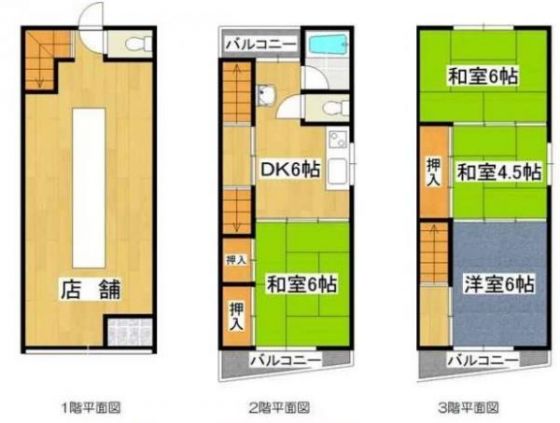 店舗
1階平面図
バルコニー
DK6帖
押入
和室6帖
押入
バルコニー
2階平面図
和室6帖
押入
和室4.5帖
洋室6帖
バルコニー
3階平面図